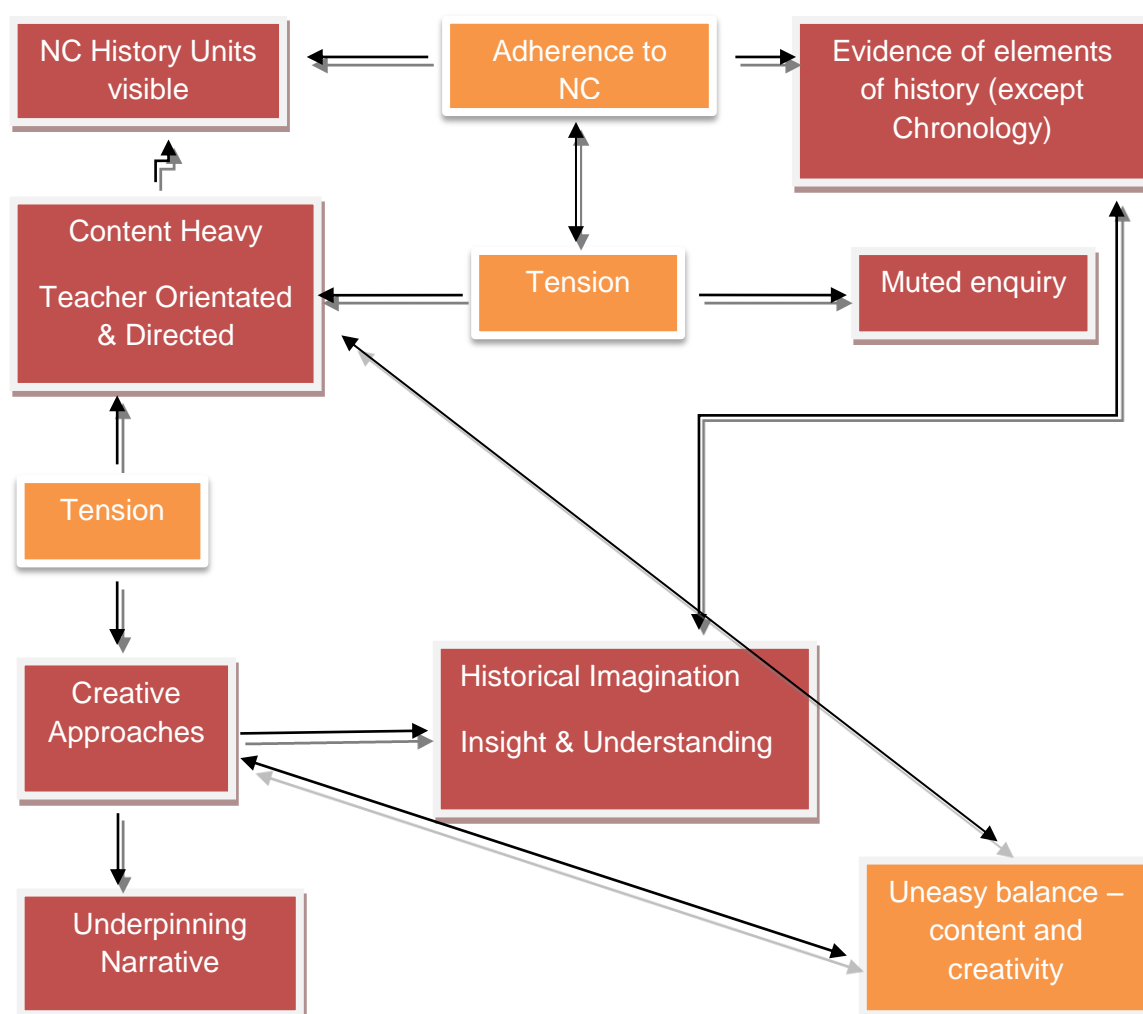 NC History Units
visible
Adherence to
NC
Evidence of elements
of history (except
Chronology)
Content Heavy
Teacher Orientated
& Directed
Tension
Muted enquiry
Tension
Creative
Approaches
Historical Imagination
Insight & Understanding
Underpinning
Narrative
Uneasy balance –
content and
creativity